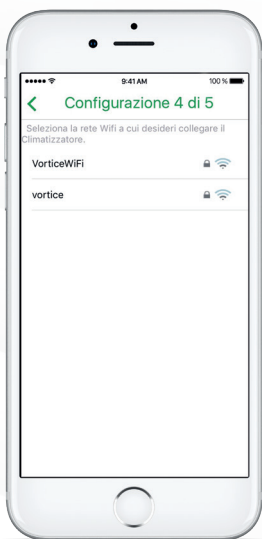 9:41 AM 100 %
Configurazione 4 di 5
Seleziona la rete Wifi a cui desideri collegare il
Climatizzatore.
VorticeWiFi
vortice